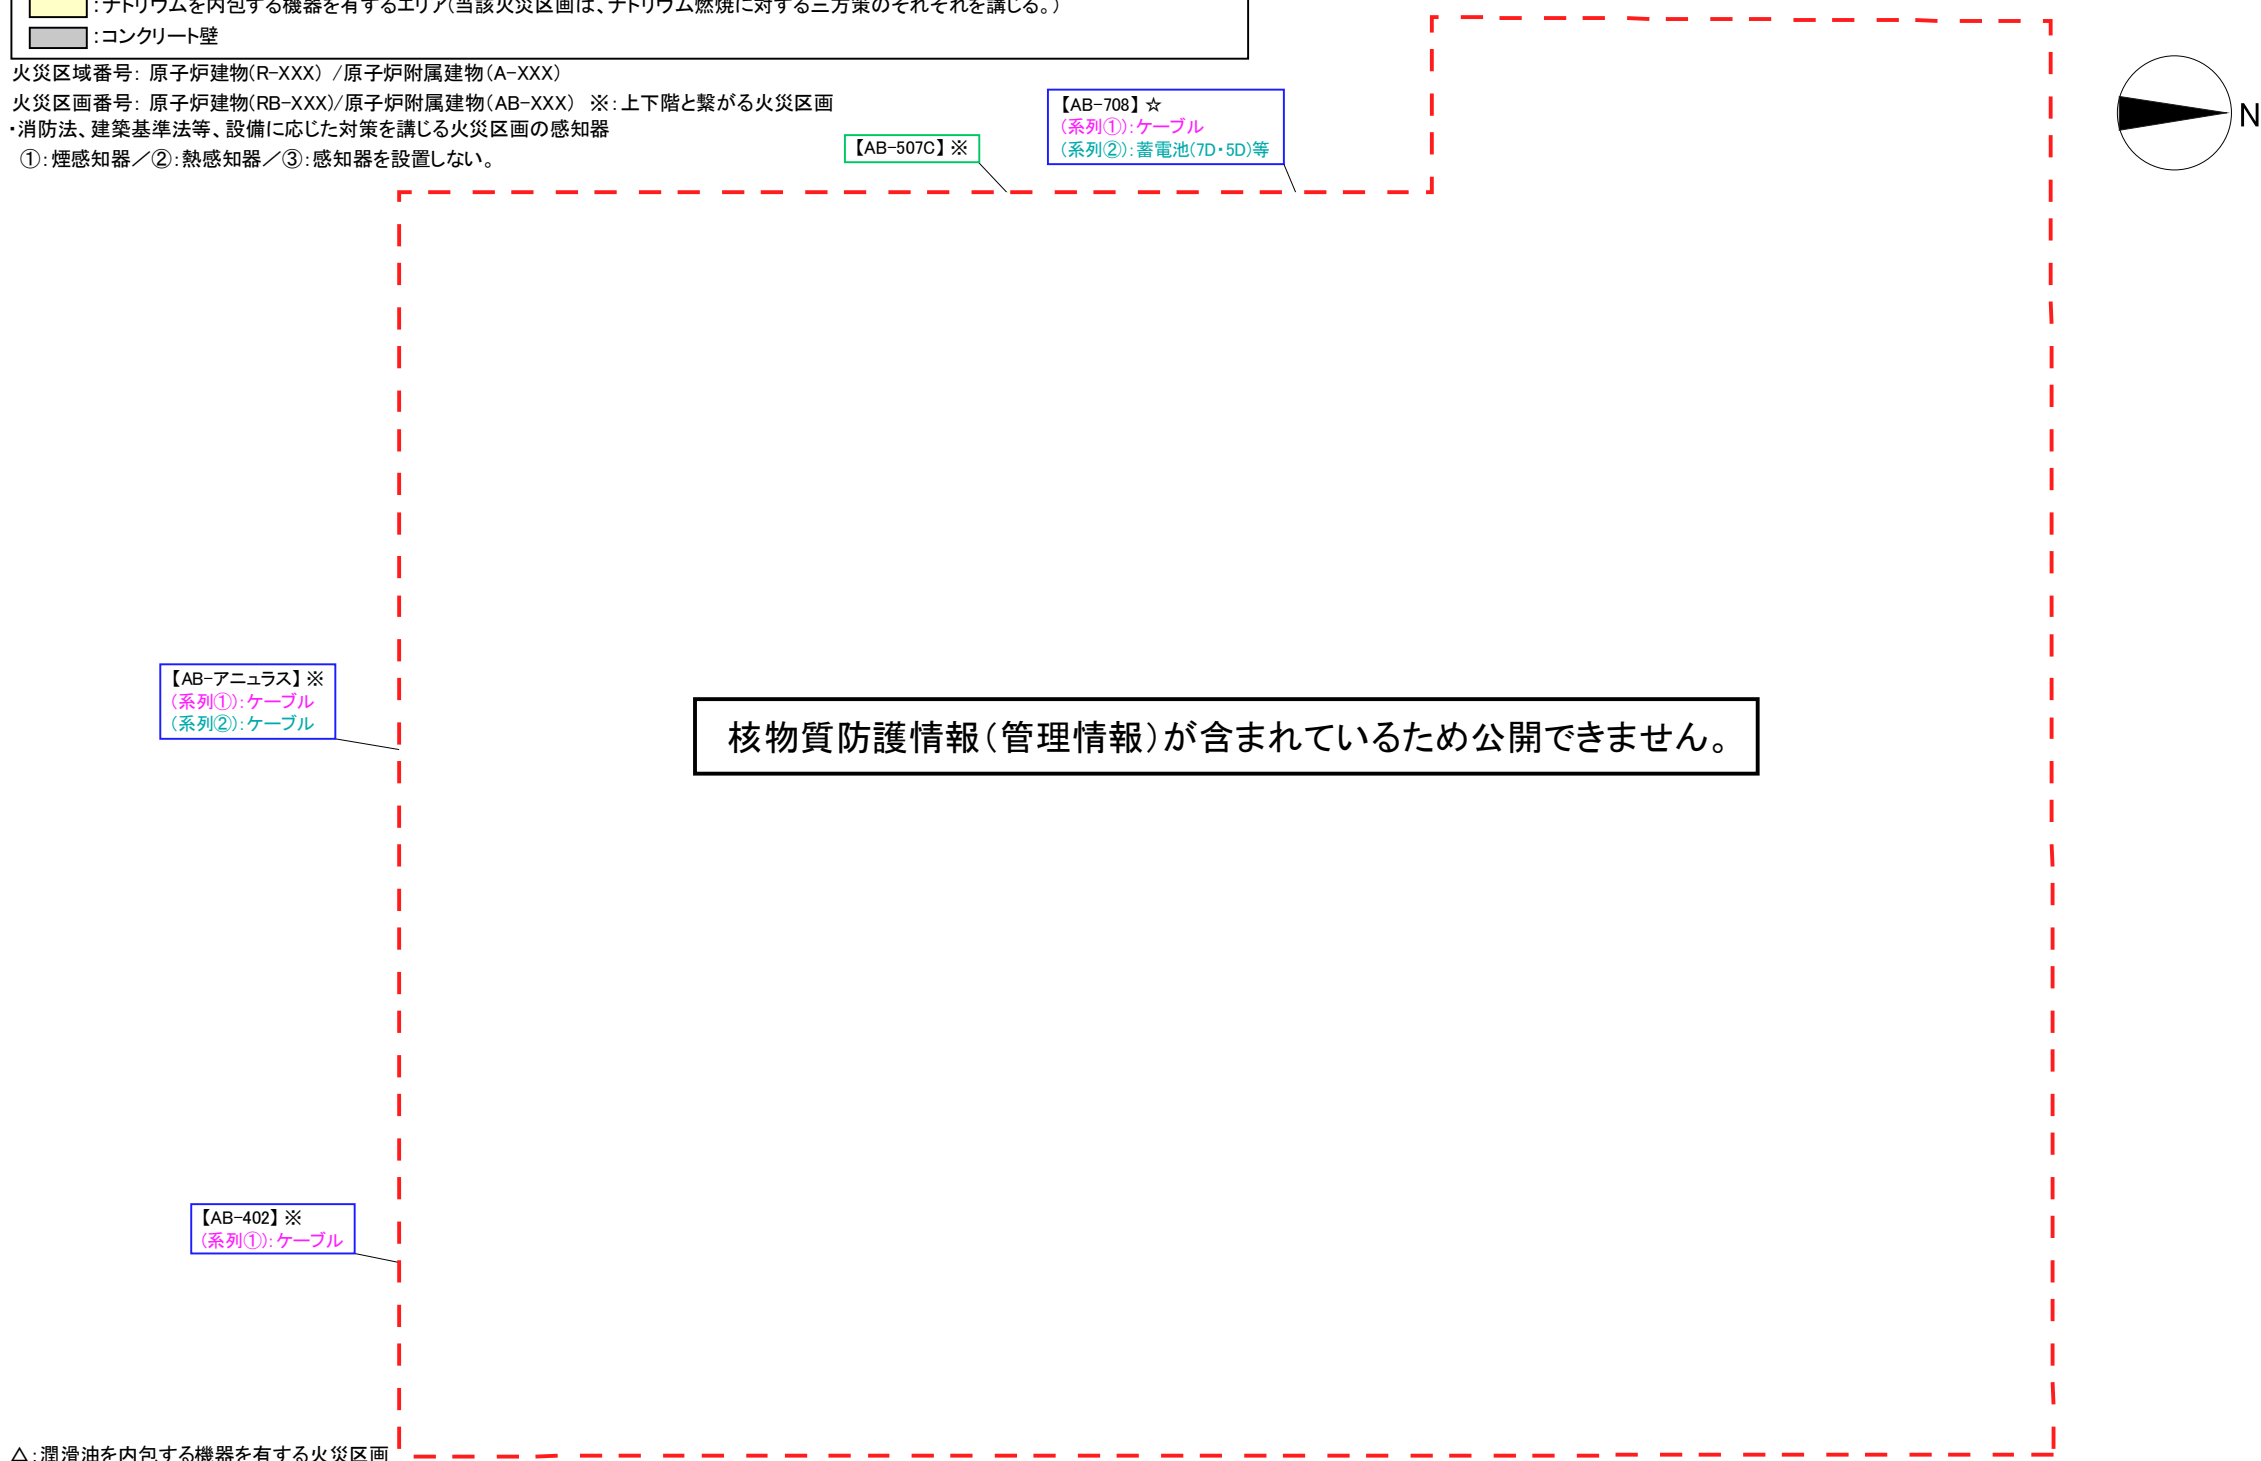 :ナトリウムを内包する機器を有するエリア(当該火災区画は、ナトリウム燃焼に対する三方策のそれぞれを講じる。)
:コンクリート壁
火災区域番号: 原子炉建物(R-XXX) /原子炉附属建物(A-XXX)
火災区画番号: 原子炉建物(RB-XXX)/原子炉附属建物(AB-XXX) ※:上下階と繋がる火災区画
・消防法、建築基準法等、設備に応じた対策を講じる火災区画の感知器
①:煙感知器/②:熱感知器/③:感知器を設置しない。
【AB-507C】※
【AB-708】☆
(系列①):ケーブル
(系列②):蓄電池(7D・5D)等
N
【AB-アニュラス】※
(系列①):ケーブル
(系列②):ケーブル
核物質防護情報(管理情報)が含まれているため公開できません。
【AB-402】※
(系列①):ケーブル
△:潤滑油を内包する機器を有する火災区画